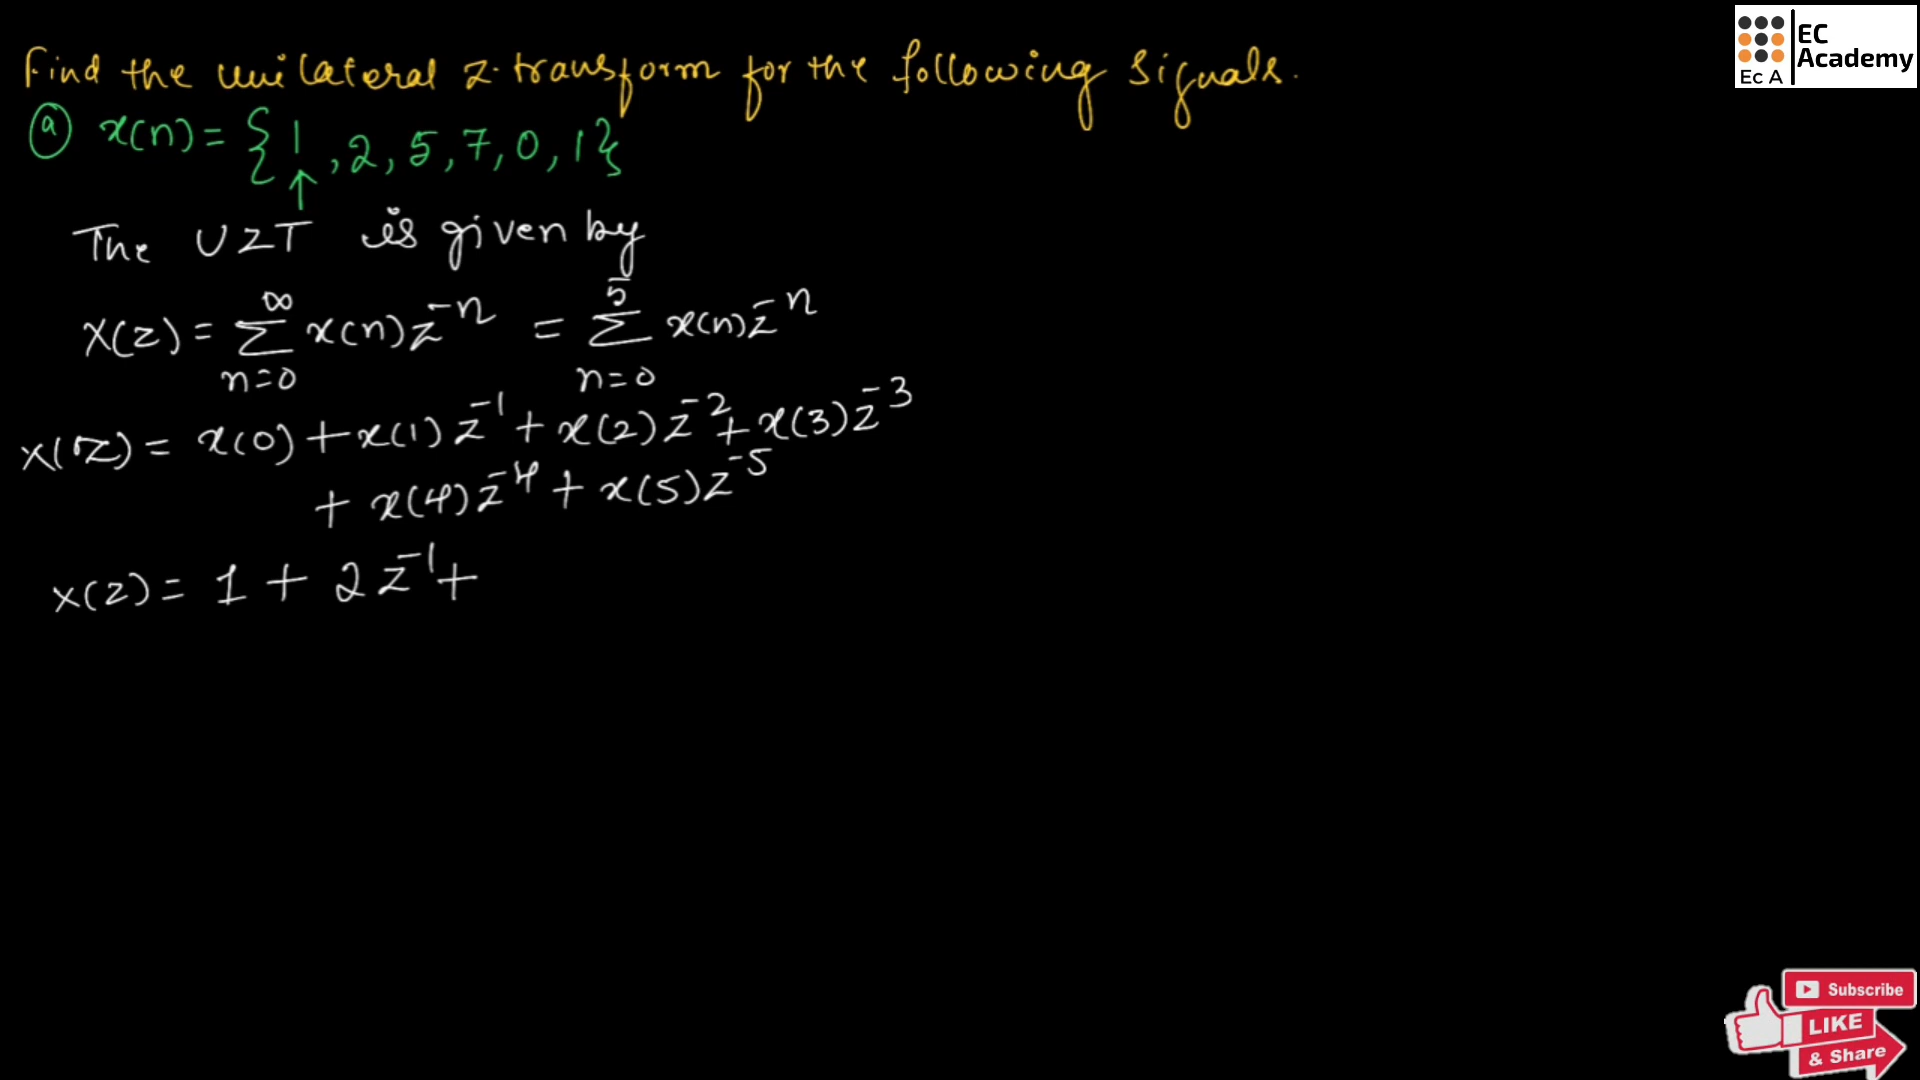 Find the unilateral z-transform for the following signals.
ⓐ x(n) = {1, 2, 5, 7, 0, 1}
↑
The UZT is given by
X(z) = ∑_{n=0}^{∞} x(n) z^{-n} = ∑_{n=0}^{5} x(n) z^{-n}
X(z) = x(0) + x(1) z^{-1} + x(2) z^{-2} + x(3) z^{-3}
+ x(4) z^{-4} + x(5) z^{-5}
X(z) = 1 + 2 z^{-1} +
EC
Academy
Ec A
Subscribe
LIKE
& Share